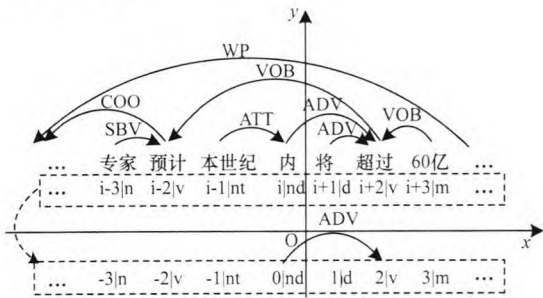 y
WP
VOB
COO
ADV
ATT
VOB
SBV
ADV
… 专家 预计 本世纪 内 将 超过 60亿 …
… i-3|n i-2|v i-1|nt i|nd i+1|d i+2|v i+3|m …
ADV
O
x
… -3|n -2|v -1|nt 0|nd 1|d 2|v 3|m …